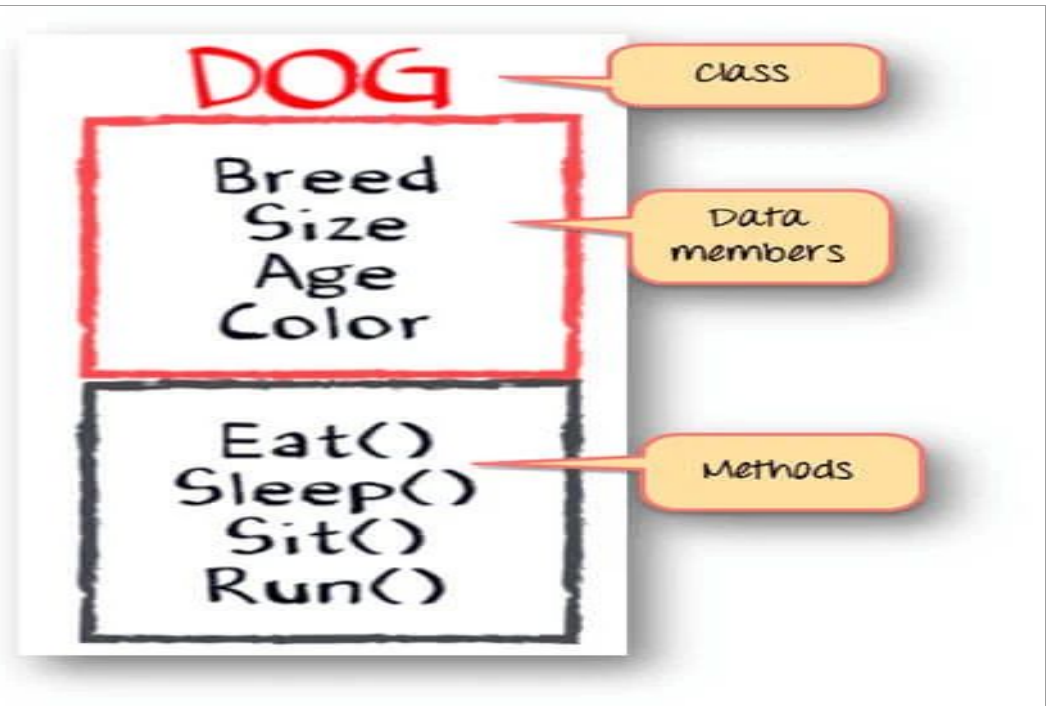 DOG
Class
Breed
Size
Age
Color
Data
members
Eat()
Sleep()
Sit()
Run()
Methods